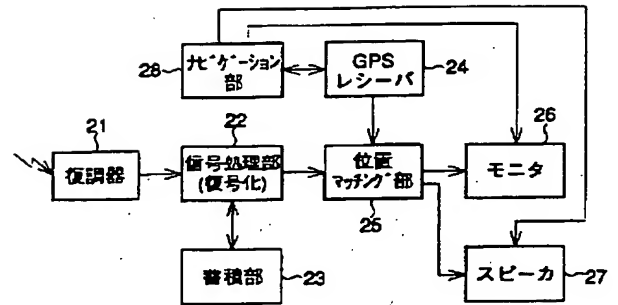 28
ナビゲーション
部
GPS
レシーバ
24
21
復調器
22
信号処理部
(復号化)
位置
マッチング部
25
26
モニタ
蓄積部
23
スピーカ
27